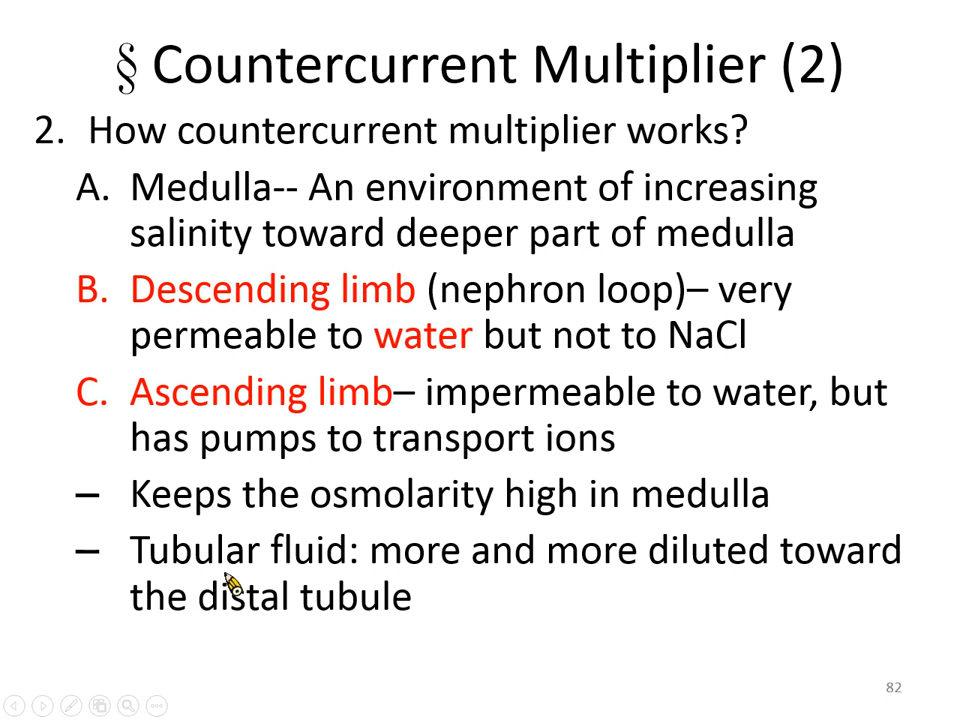 § Countercurrent Multiplier (2)
2. How countercurrent multiplier works?
A. Medulla-- An environment of increasing
salinity toward deeper part of medulla
B. Descending limb (nephron loop)– very
permeable to water but not to NaCl
C. Ascending limb– impermeable to water, but
has pumps to transport ions
– Keeps the osmolarity high in medulla
– Tubular fluid: more and more diluted toward
the distal tubule
82